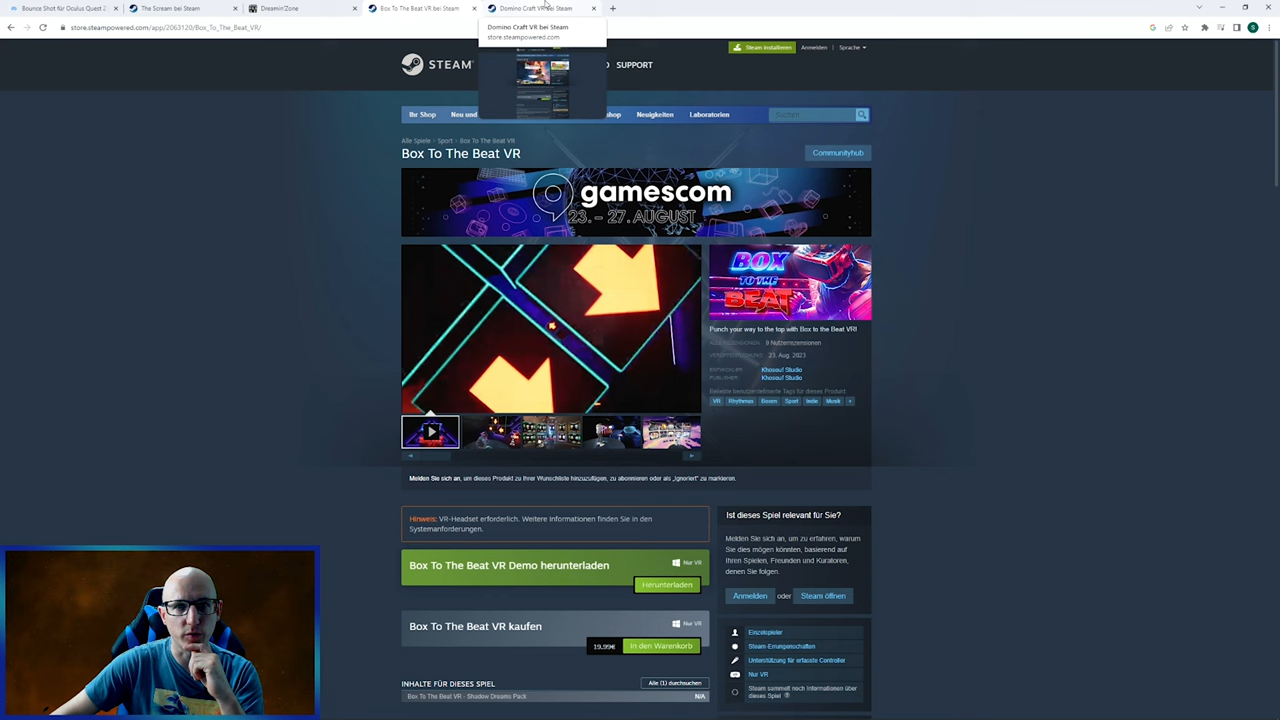 Bounce Shot für Oculus Quest 2
The Scream bei Steam
Dreamin'Zone
Box To The Beat VR bei Steam
Domino Craft VR bei Steam
store.steampowered.com/app/2063120/Box_To_The_Beat_VR/
Domino Craft VR bei Steam
store.steampowered.com
Steam installieren
Anmelden
Sprache
STEAM
SUPPORT
Ihr Shop
Neu und
Neuigkeiten
Laboratorien
Suchen
Alle Spiele > Sport > Box To The Beat VR
Box To The Beat VR
Communityhub
gamescom
23. – 27. AUGUST
BOX
TO THE
BEAT
Punch your way to the top with Box to the Beat VR!
ALLE REZENSIONEN: 9 Nutzerrezensionen
VERÖFFENTLICHUNG: 23. Aug. 2023
ENTWICKLER: Khosouf Studio
PUBLISHER: Khosouf Studio
Beliebte benutzerdefinierte Tags für dieses Produkt
VR Rhythmus Boxen Sport Indie Musik +
Melden Sie sich an, um dieses Produkt zu Ihrer Wunschliste hinzuzufügen, zu abonnieren oder als „Ignoriert" zu markieren.
Hinweis: VR-Headset erforderlich. Weitere Informationen finden Sie in den
Systemanforderungen.
Nur VR
Box To The Beat VR Demo herunterladen
Herunterladen
Nur VR
Box To The Beat VR kaufen
19,99€
In den Warenkorb
INHALTE FÜR DIESES SPIEL
Alle (1) durchsuchen
Box To The Beat VR - Shadow Dreams Pack
N/A
Ist dieses Spiel relevant für Sie?
Melden Sie sich an, um zu erfahren, warum
Sie dies mögen könnten, basierend auf
Ihren Spielen, Freunden und Kuratoren,
denen Sie folgen.
Anmelden oder Steam öffnen
Einzelspieler
Steam-Errungenschaften
Unterstützung für erfasste Controller
Nur VR
Steam sammelt noch Informationen über
dieses Spiel